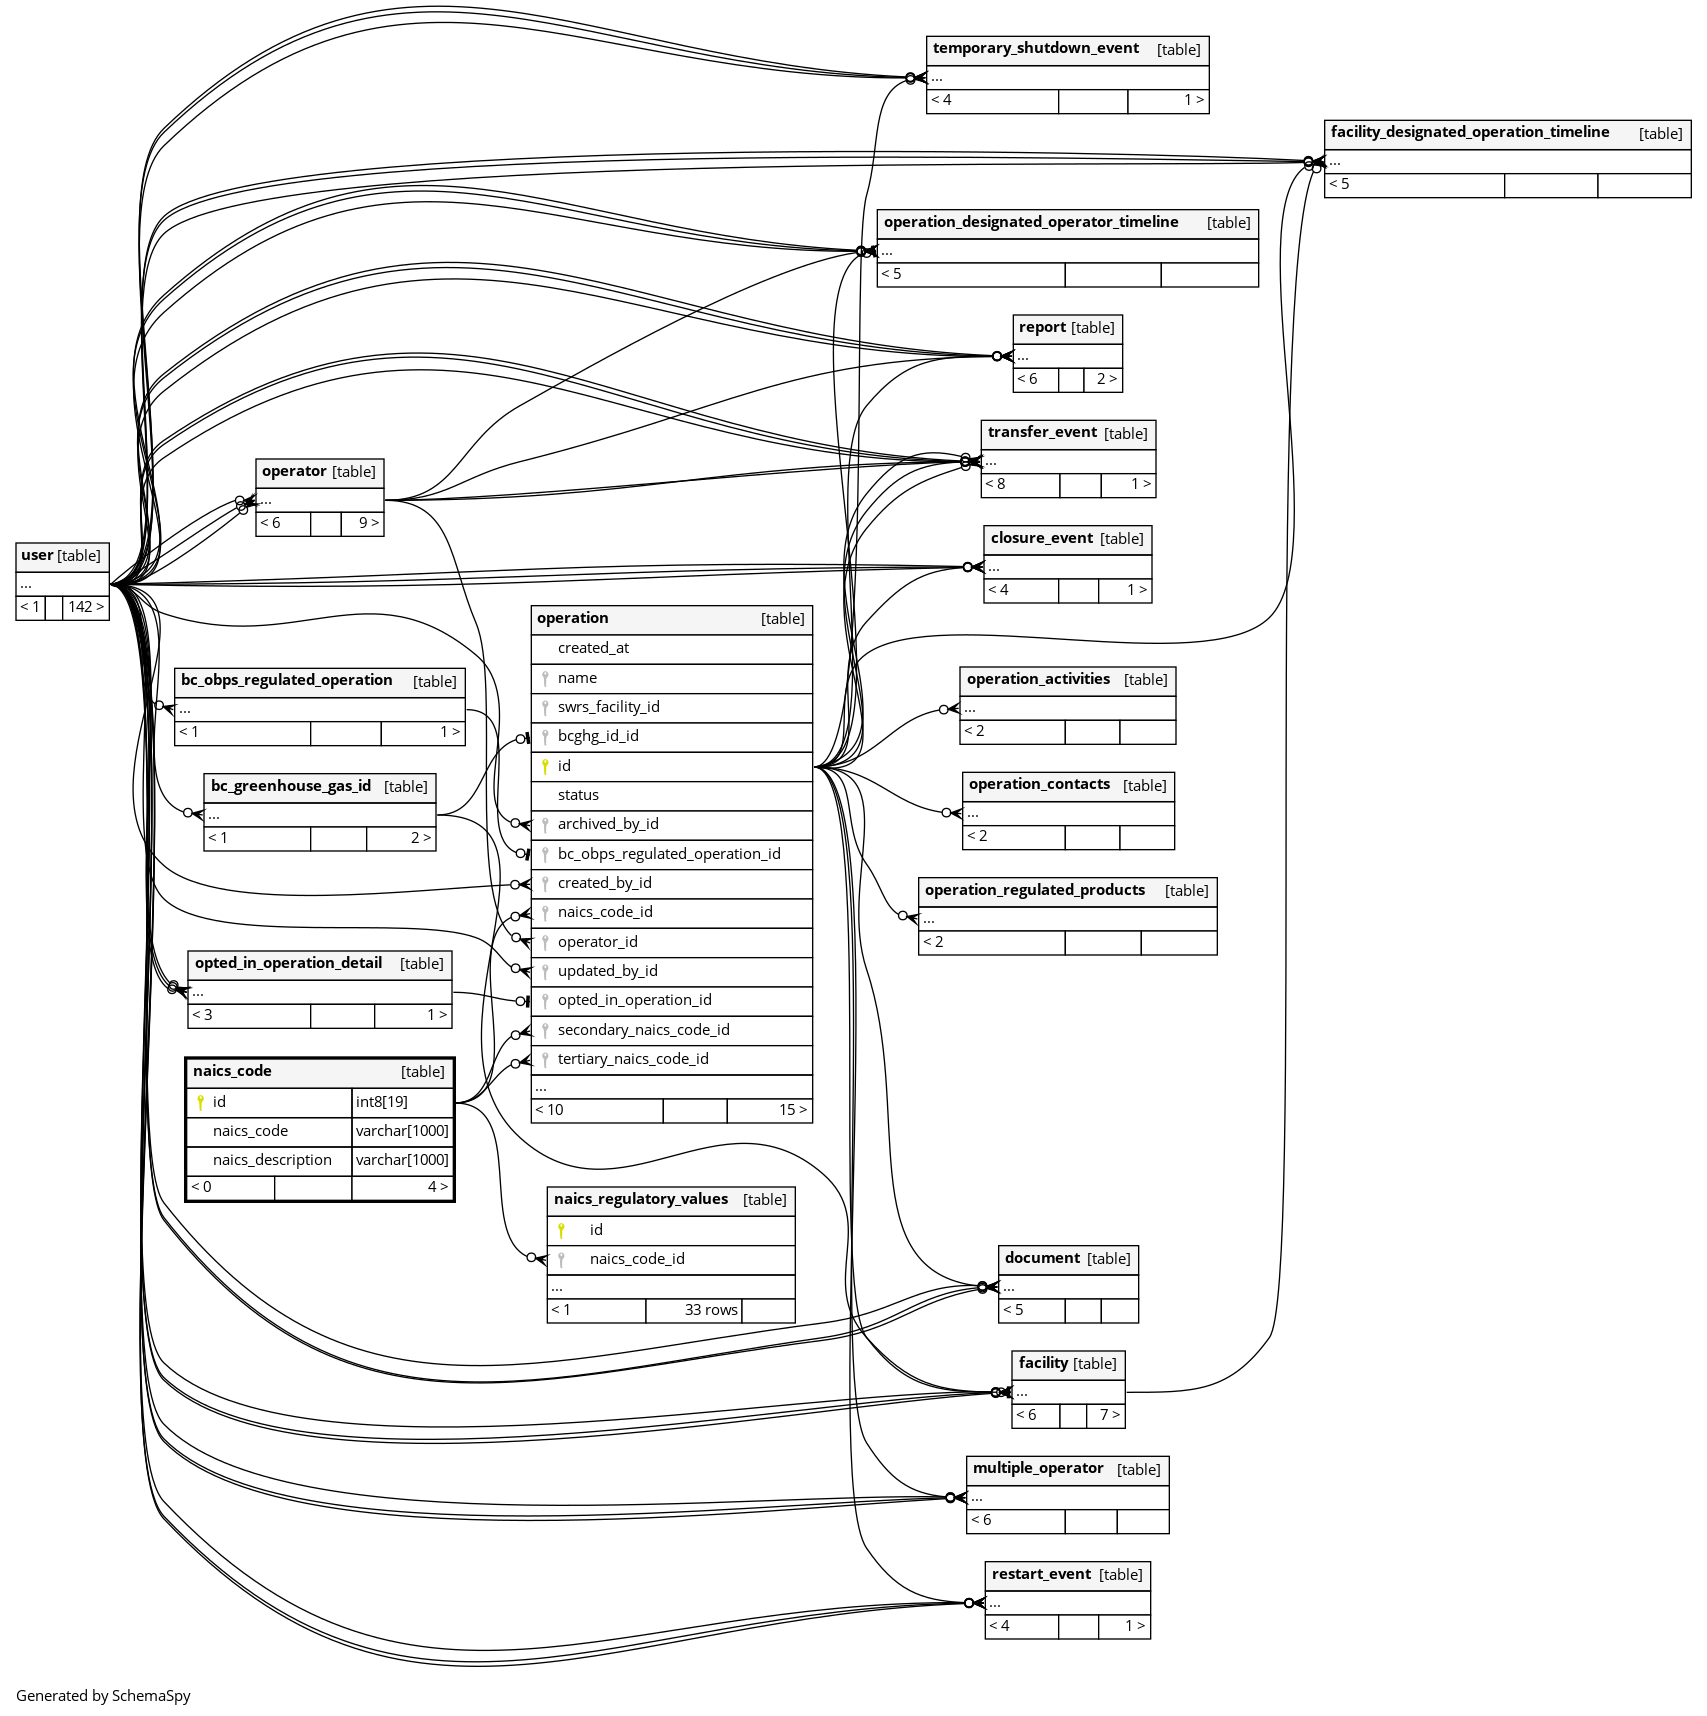 temporary_shutdown_event [table]
...
< 4 1 >
facility_designated_operation_timeline [table]
...
< 5
operation_designated_operator_timeline [table]
...
< 5
report [table]
...
< 6 2 >
transfer_event [table]
...
< 8 1 >
operator [table]
...
< 6 9 >
closure_event [table]
...
< 4 1 >
user [table]
...
< 1 142 >
operation [table]
created_at
name
swrs_facility_id
bcghg_id_id
id
status
archived_by_id
bc_obps_regulated_operation_id
created_by_id
naics_code_id
operator_id
updated_by_id
opted_in_operation_id
secondary_naics_code_id
tertiary_naics_code_id
...
< 10 15 >
bc_obps_regulated_operation [table]
...
< 1 1 >
operation_activities [table]
...
< 2
bc_greenhouse_gas_id [table]
...
< 1 2 >
operation_contacts [table]
...
< 2
operation_regulated_products [table]
...
< 2
opted_in_operation_detail [table]
...
< 3 1 >
naics_code [table]
id int8[19]
naics_code varchar[1000]
naics_description varchar[1000]
< 0 4 >
naics_regulatory_values [table]
id
naics_code_id
...
< 1 33 rows
document [table]
...
< 5
facility [table]
...
< 6 7 >
multiple_operator [table]
...
< 6
restart_event [table]
...
< 4 1 >
Generated by SchemaSpy